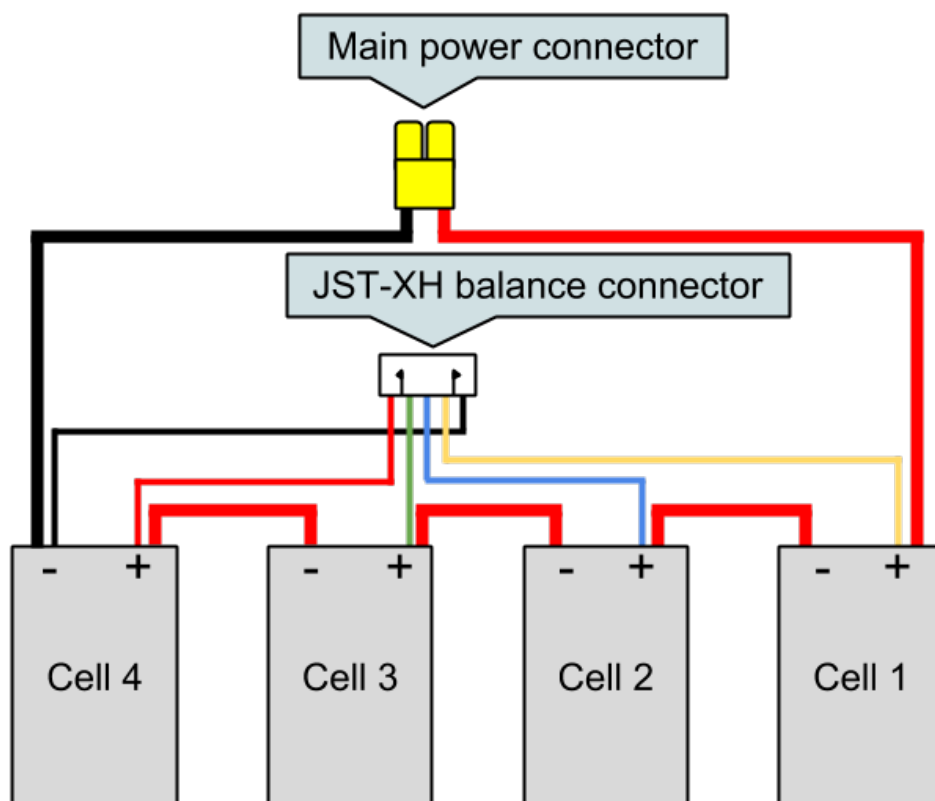 Main power connector
JST-XH balance connector
- + - + - + - +
Cell 4 Cell 3 Cell 2 Cell 1